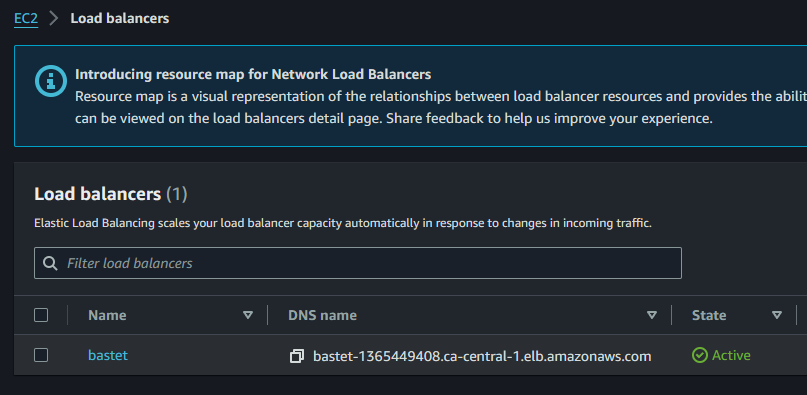 EC2 > Load balancers
Introducing resource map for Network Load Balancers
Resource map is a visual representation of the relationships between load balancer resources and provides the abilit
can be viewed on the load balancers detail page. Share feedback to help us improve your experience.
Load balancers (1)
Elastic Load Balancing scales your load balancer capacity automatically in response to changes in incoming traffic.
Filter load balancers
Name DNS name State
bastet bastet-1365449408.ca-central-1.elb.amazonaws.com Active